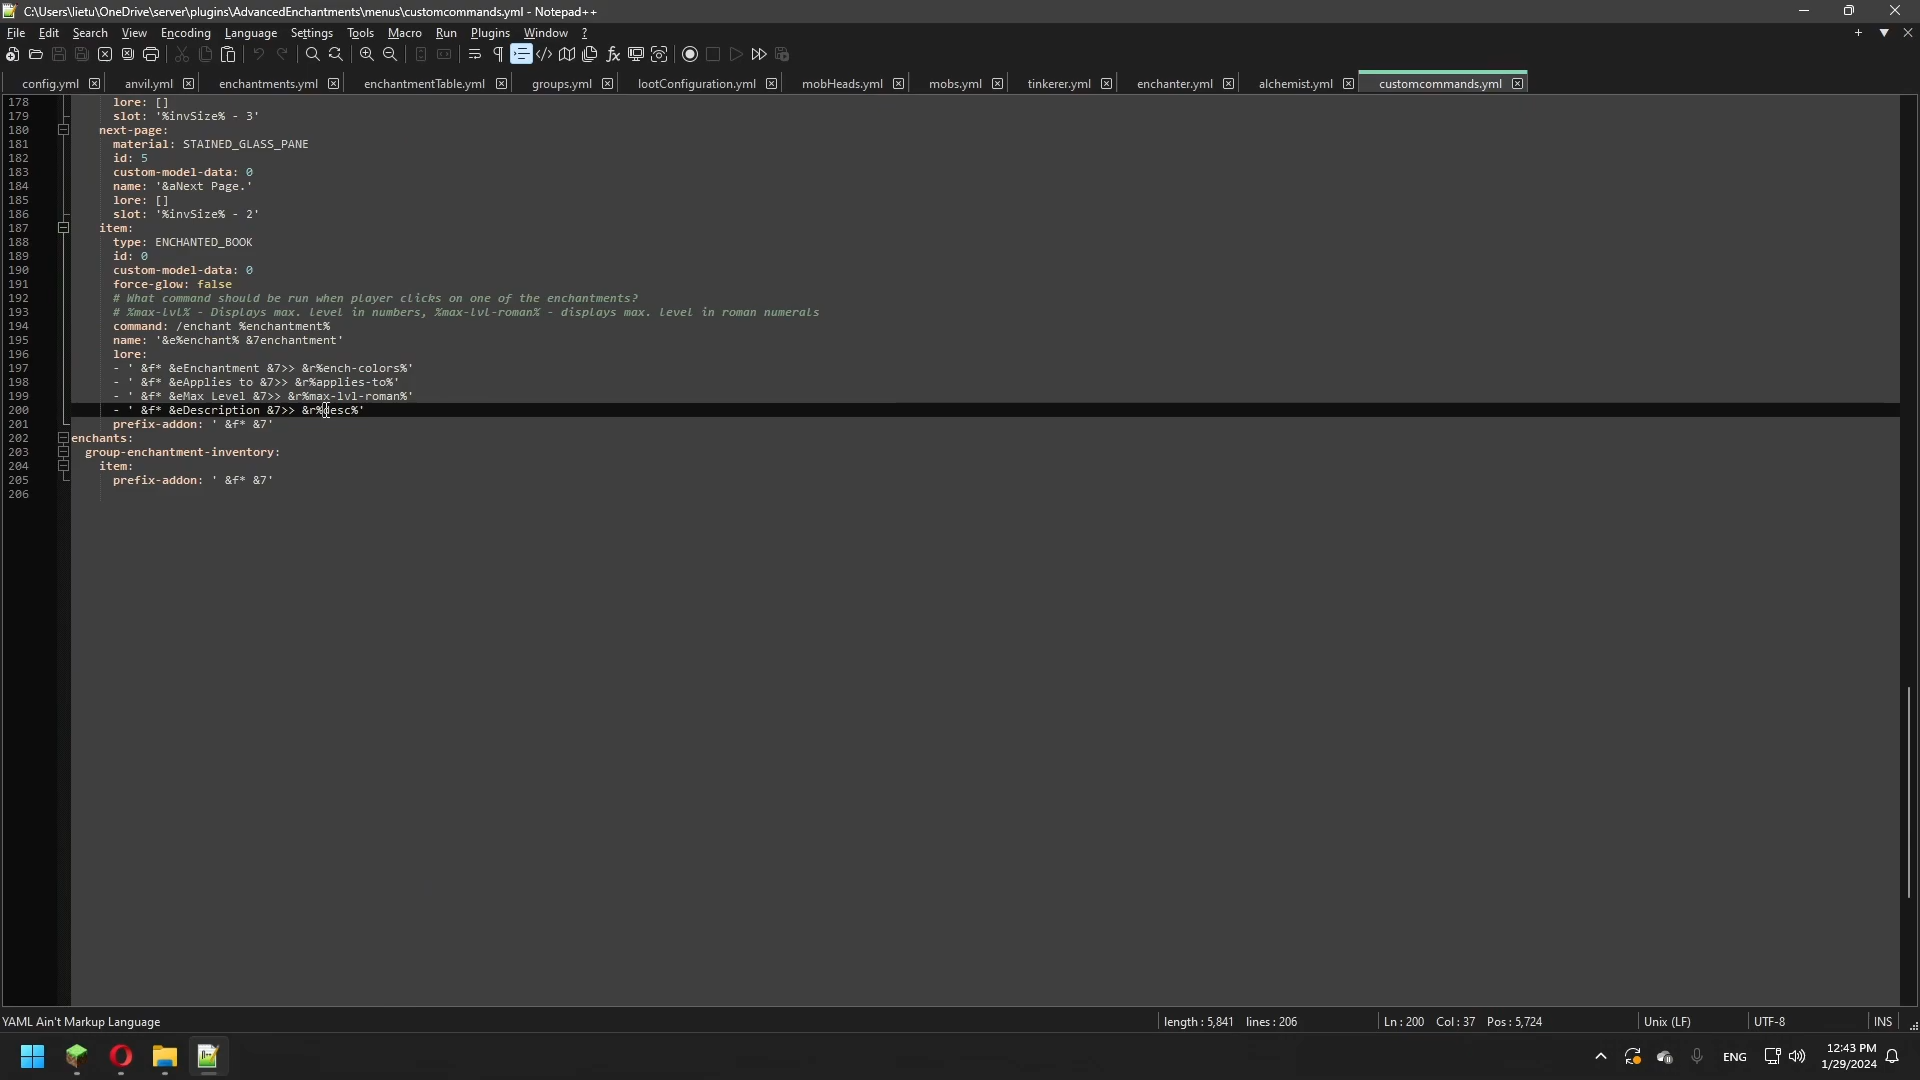 C:\Users\lietu\OneDrive\server\plugins\AdvancedEnchantments\menus\customcommands.yml - Notepad++
File Edit Search View Encoding Language Settings Tools Macro Run Plugins Window ?
config.yml anvil.yml enchantments.yml enchantmentTable.yml groups.yml lootConfiguration.yml mobHeads.yml mobs.yml tinkerer.yml enchanter.yml alchemist.yml customcommands.yml
178 lore: []
179 slot: '%invSize% - 3'
180 next-page:
181 material: STAINED_GLASS_PANE
182 id: 5
183 custom-model-data: 0
184 name: '&aNext Page.'
185 lore: []
186 slot: '%invSize% - 2'
187 item:
188 type: ENCHANTED_BOOK
189 id: 0
190 custom-model-data: 0
191 force-glow: false
192 # What command should be run when player clicks on one of the enchantments?
193 # %max-lvl% - Displays max. level in numbers, %max-lvl-roman% - displays max. level in roman numerals
194 command: /enchant %enchantment%
195 name: '&e%enchant% &7enchantment'
196 lore:
197 - ' &f* &eEnchantment &7>> &r%ench-colors%'
198 - ' &f* &eApplies to &7>> &r%applies-to%'
199 - ' &f* &eMax Level &7>> &r%max-lvl-roman%'
200 - ' &f* &eDescription &7>> &r%desc%'
201 prefix-addon: ' &f* &7'
202 enchants:
203 group-enchantment-inventory:
204 item:
205 prefix-addon: ' &f* &7'
206
YAML Ain't Markup Language length : 5,841 lines : 206 Ln : 200 Col : 37 Pos : 5,724 Unix (LF) UTF-8 INS
ENG 12:43 PM
1/29/2024